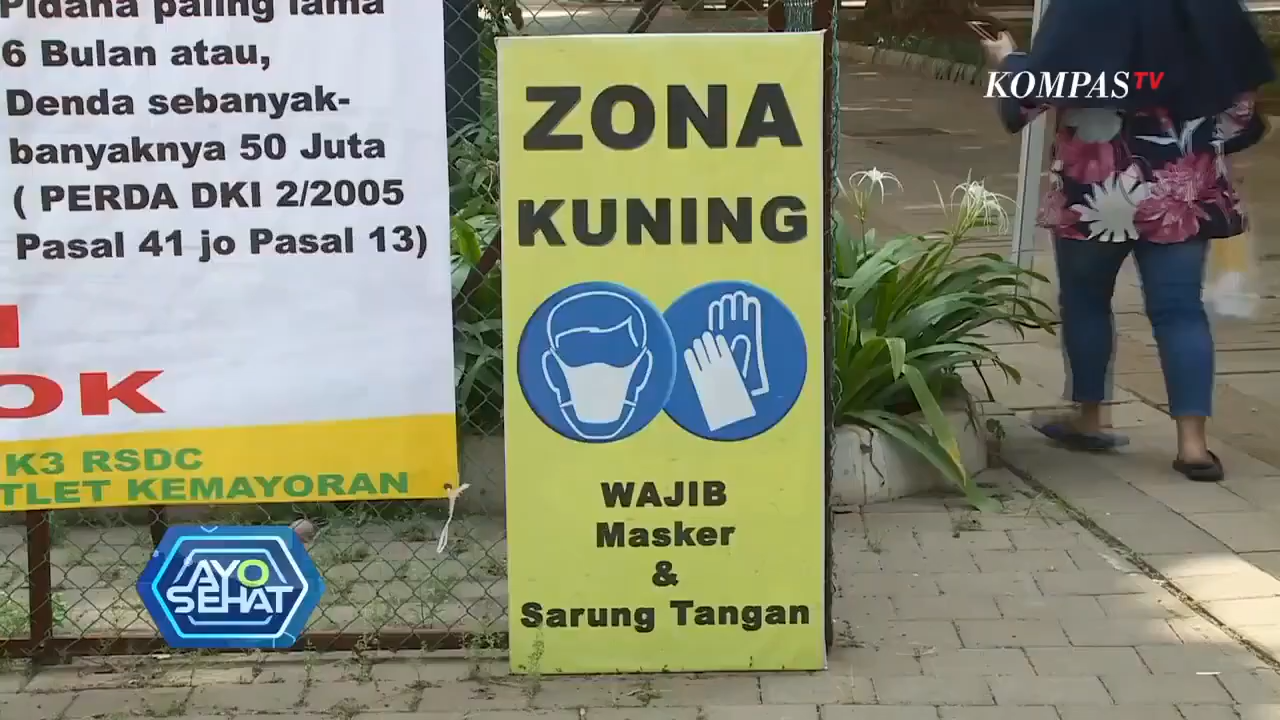 Pidana paling lama
6 Bulan atau,
Denda sebanyak-
banyaknya 50 Juta
( PERDA DKI 2/2005
Pasal 41 jo Pasal 13)
OK
K3 RSDC
TLET KEMAYORAN
ZONA
KUNING
WAJIB
Masker
&
Sarung Tangan
KOMPAS TV
AYO
SEHAT